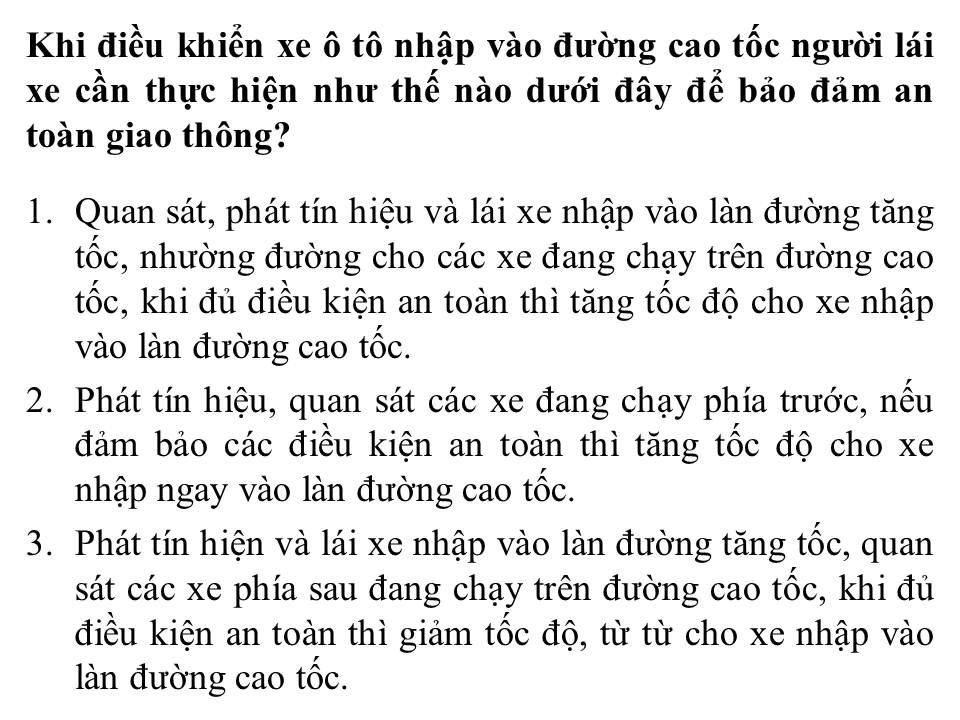 Khi điều khiển xe ô tô nhập vào đường cao tốc người lái
xe cần thực hiện như thế nào dưới đây để bảo đảm an
toàn giao thông?
1. Quan sát, phát tín hiệu và lái xe nhập vào làn đường tăng
tốc, nhường đường cho các xe đang chạy trên đường cao
tốc, khi đủ điều kiện an toàn thì tăng tốc độ cho xe nhập
vào làn đường cao tốc.
2. Phát tín hiệu, quan sát các xe đang chạy phía trước, nếu
đảm bảo các điều kiện an toàn thì tăng tốc độ cho xe
nhập ngay vào làn đường cao tốc.
3. Phát tín hiện và lái xe nhập vào làn đường tăng tốc, quan
sát các xe phía sau đang chạy trên đường cao tốc, khi đủ
điều kiện an toàn thì giảm tốc độ, từ từ cho xe nhập vào
làn đường cao tốc.